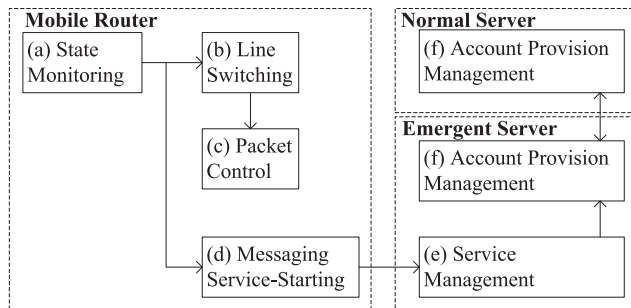 Mobile Router
(a) State
Monitoring
(b) Line
Switching
(c) Packet
Control
(d) Messaging
Service-Starting
Normal Server
(f) Account Provision
Management
Emergent Server
(f) Account Provision
Management
(e) Service
Management